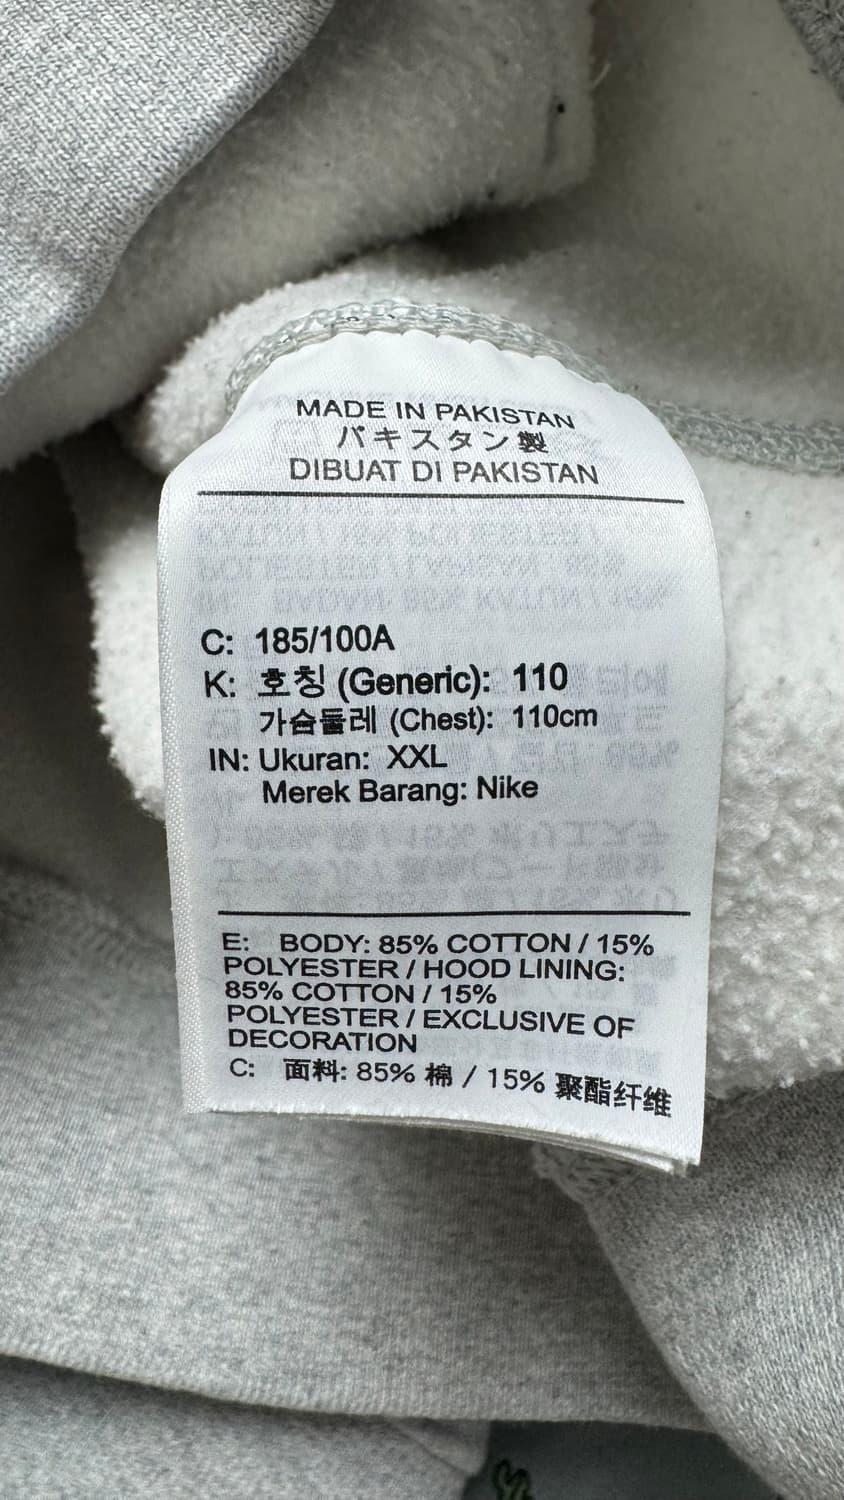 MADE IN PAKISTAN
パキスタン製
DIBUAT DI PAKISTAN
C: 185/100A
K: 호칭 (Generic): 110
가슴둘레 (Chest): 110cm
IN: Ukuran: XXL
Merek Barang: Nike
E: BODY: 85% COTTON / 15%
POLYESTER / HOOD LINING:
85% COTTON / 15%
POLYESTER / EXCLUSIVE OF
DECORATION
C: 面料: 85% 棉 / 15% 聚酯纤维